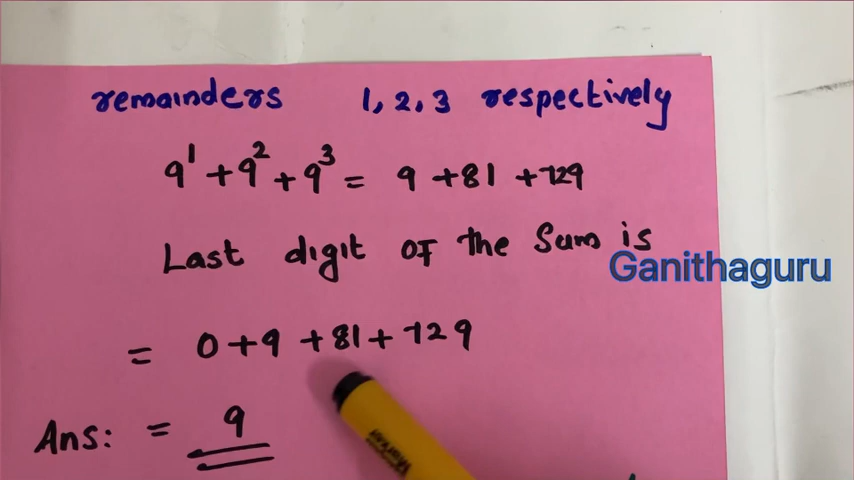 remainders 1, 2, 3 respectively
9¹ + 9² + 9³ = 9 + 81 + 729
Last digit of the Sum is
Ganithaguru
= 0 + 9 + 81 + 729
Ans: = 9